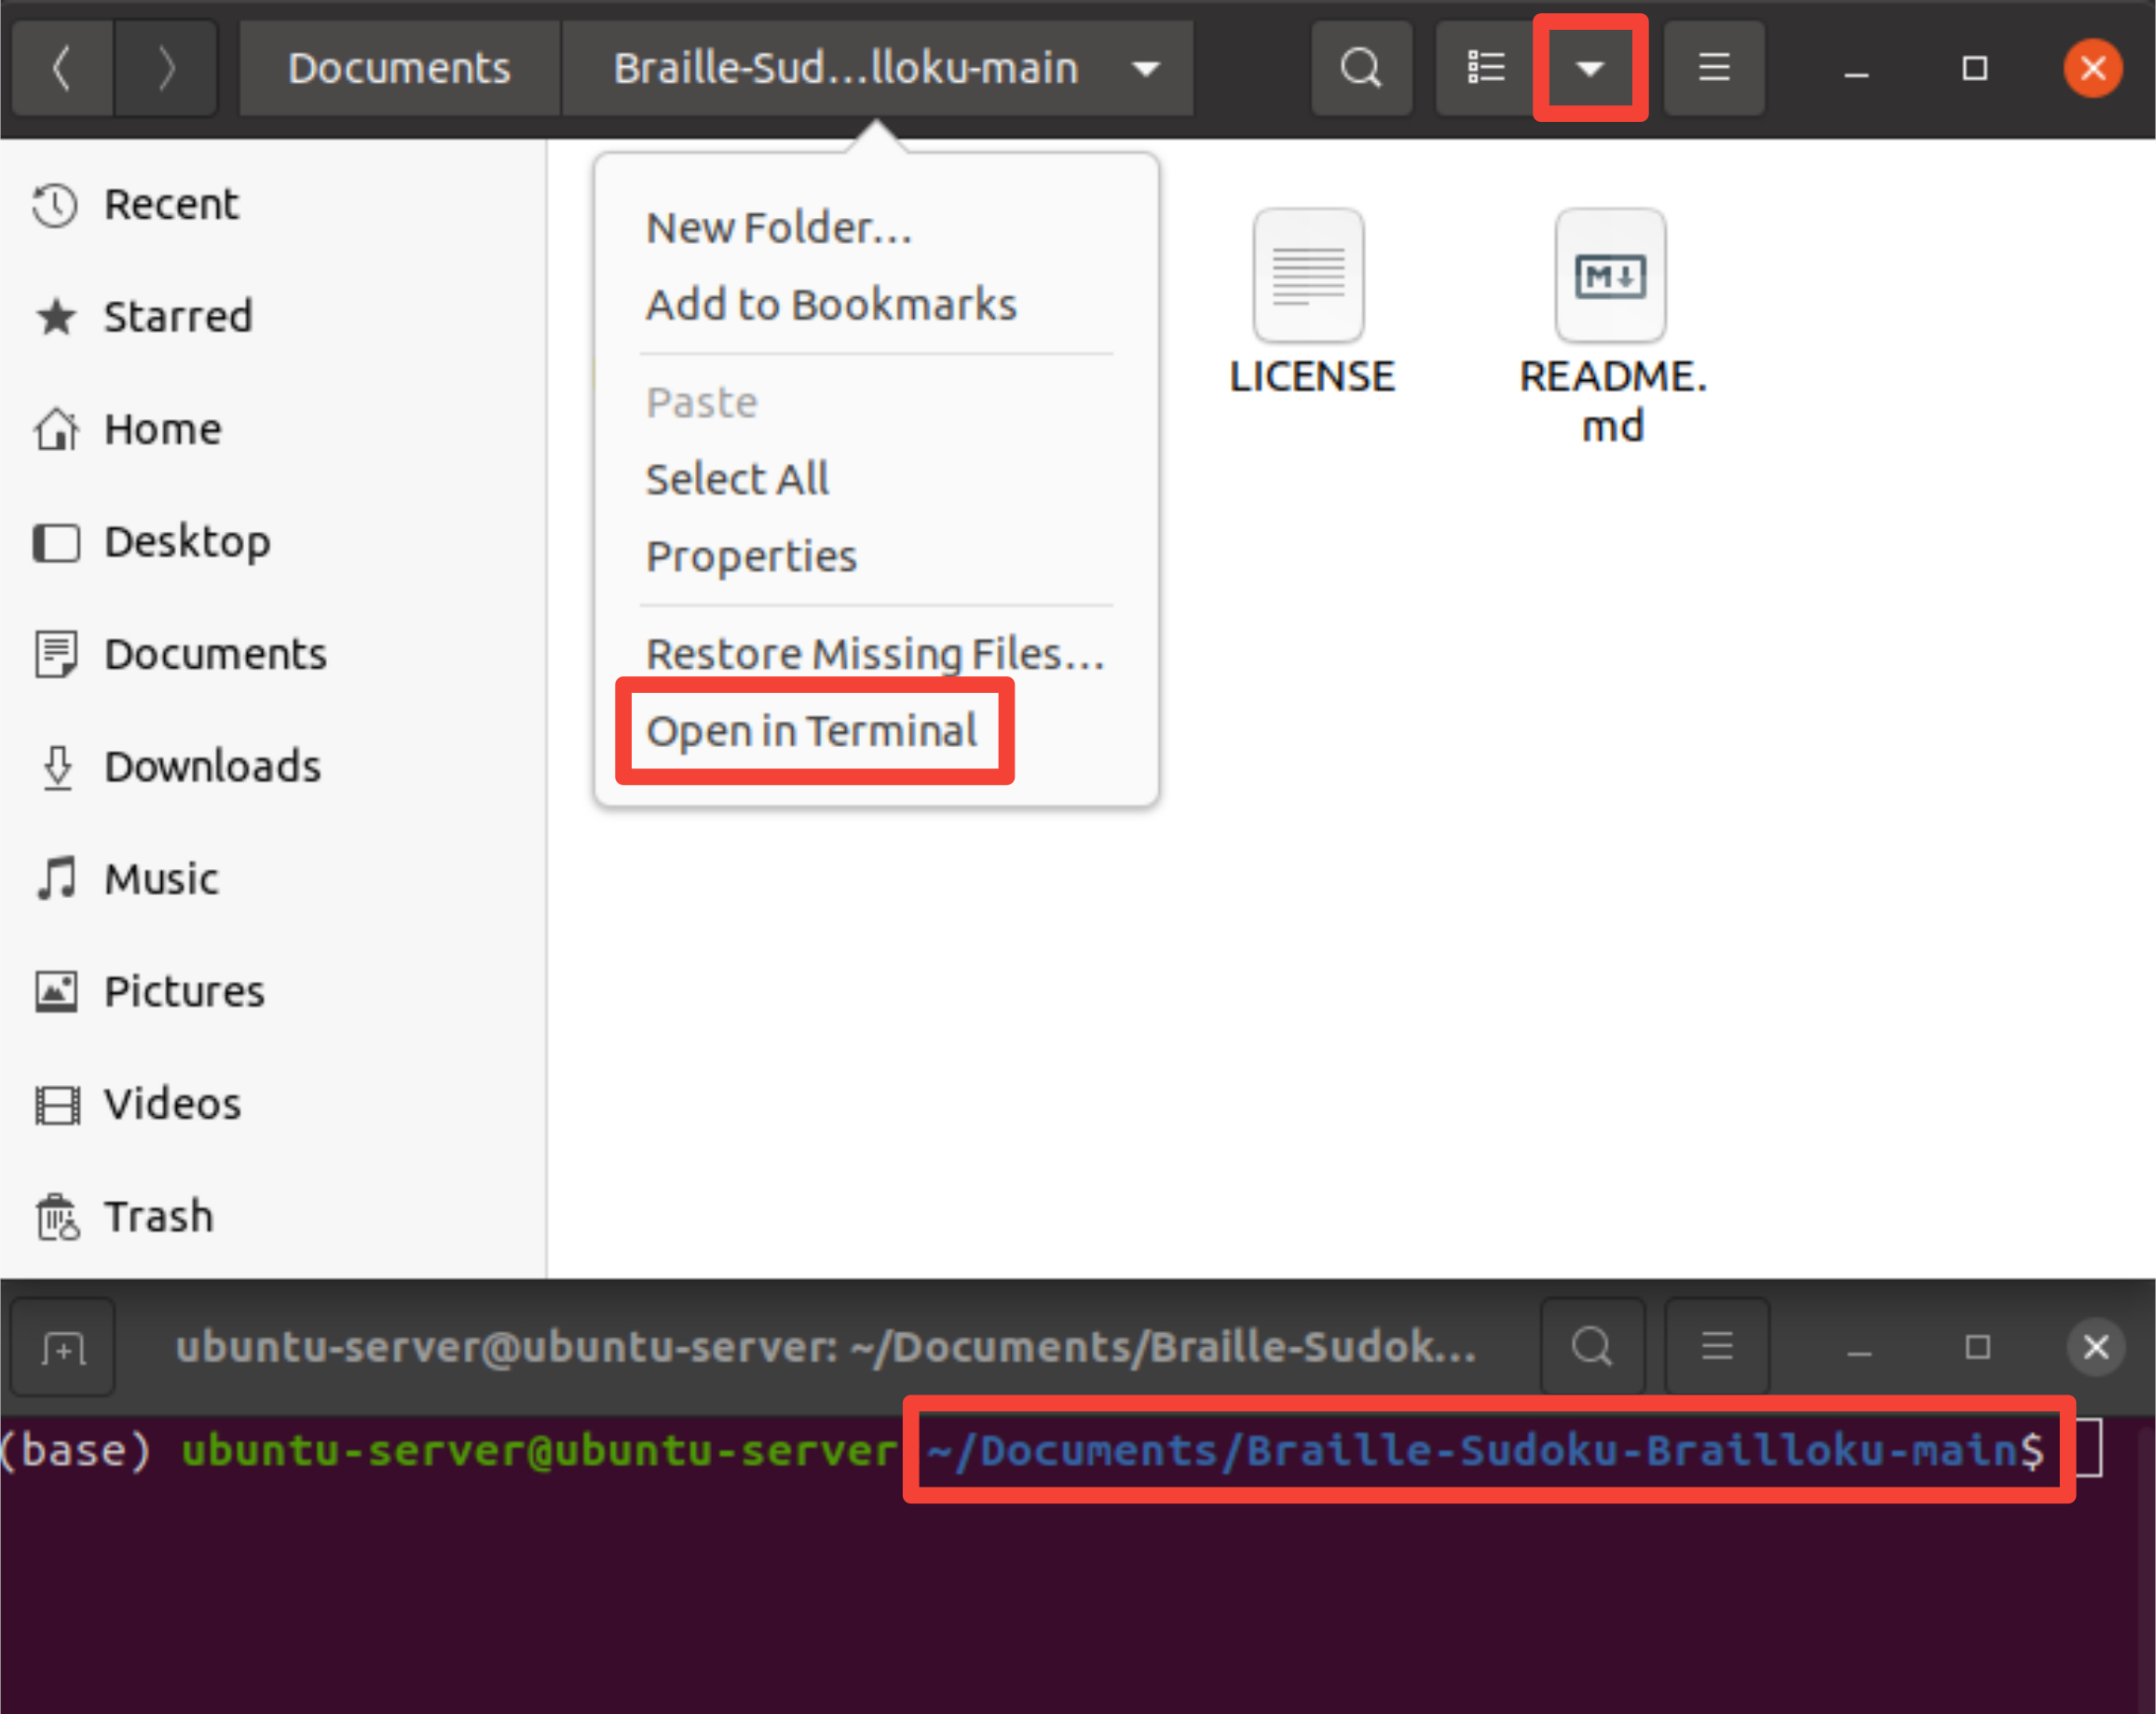 Documents
Braille-Sud...lloku-main
Recent
Starred
Home
Desktop
Documents
Downloads
Music
Pictures
Videos
Trash
New Folder...
Add to Bookmarks
Paste
Select All
Properties
Restore Missing Files...
Open in Terminal
LICENSE
M
README.
md
ubuntu-server@ubuntu-server: ~/Documents/Braille-Sudok...
(base) ubuntu-server@ubuntu-server ~/Documents/Braille-Sudoku-Brailloku-main$